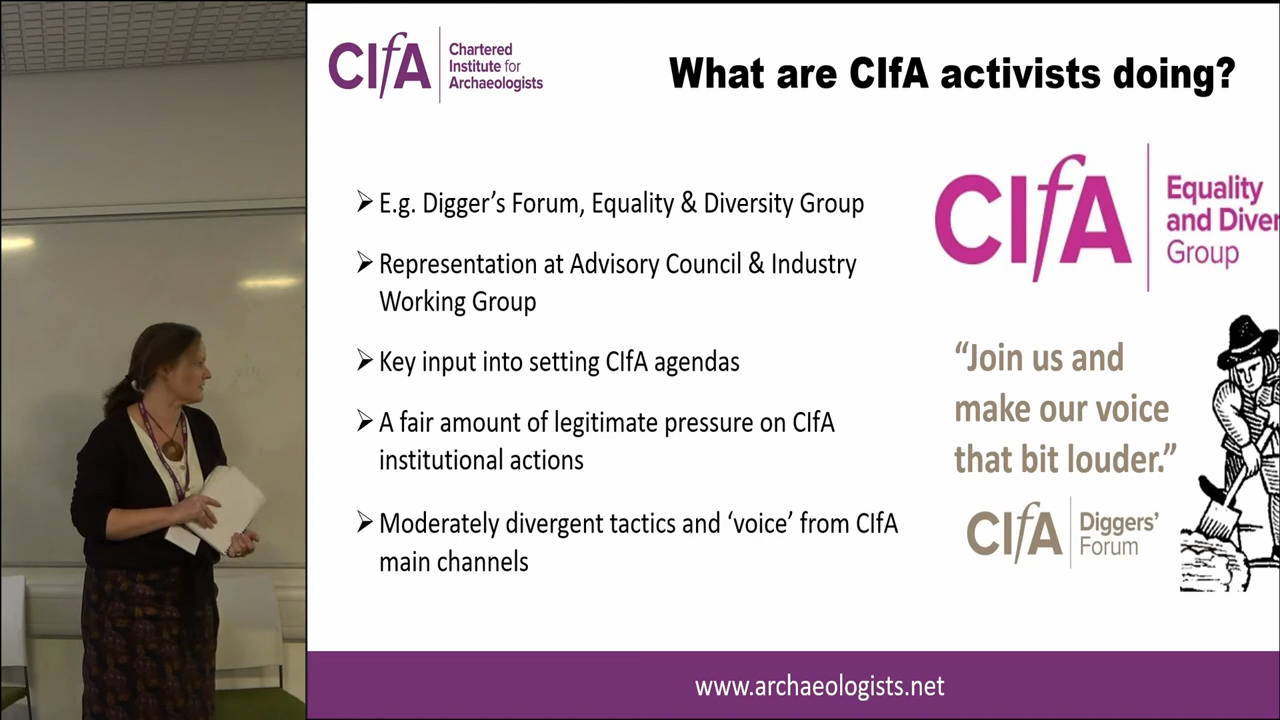 CIfA
Chartered
Institute for
Archaeologists
What are CIfA activists doing?
E.g. Digger’s Forum, Equality & Diversity Group
Representation at Advisory Council & Industry
Working Group
Key input into setting CIfA agendas
A fair amount of legitimate pressure on CIfA
institutional actions
Moderately divergent tactics and ‘voice’ from CIfA
main channels
CIfA
Equality
and Diver
Group
“Join us and
make our voice
that bit louder.”
CIfA
Diggers’
Forum
www.archaeologists.net